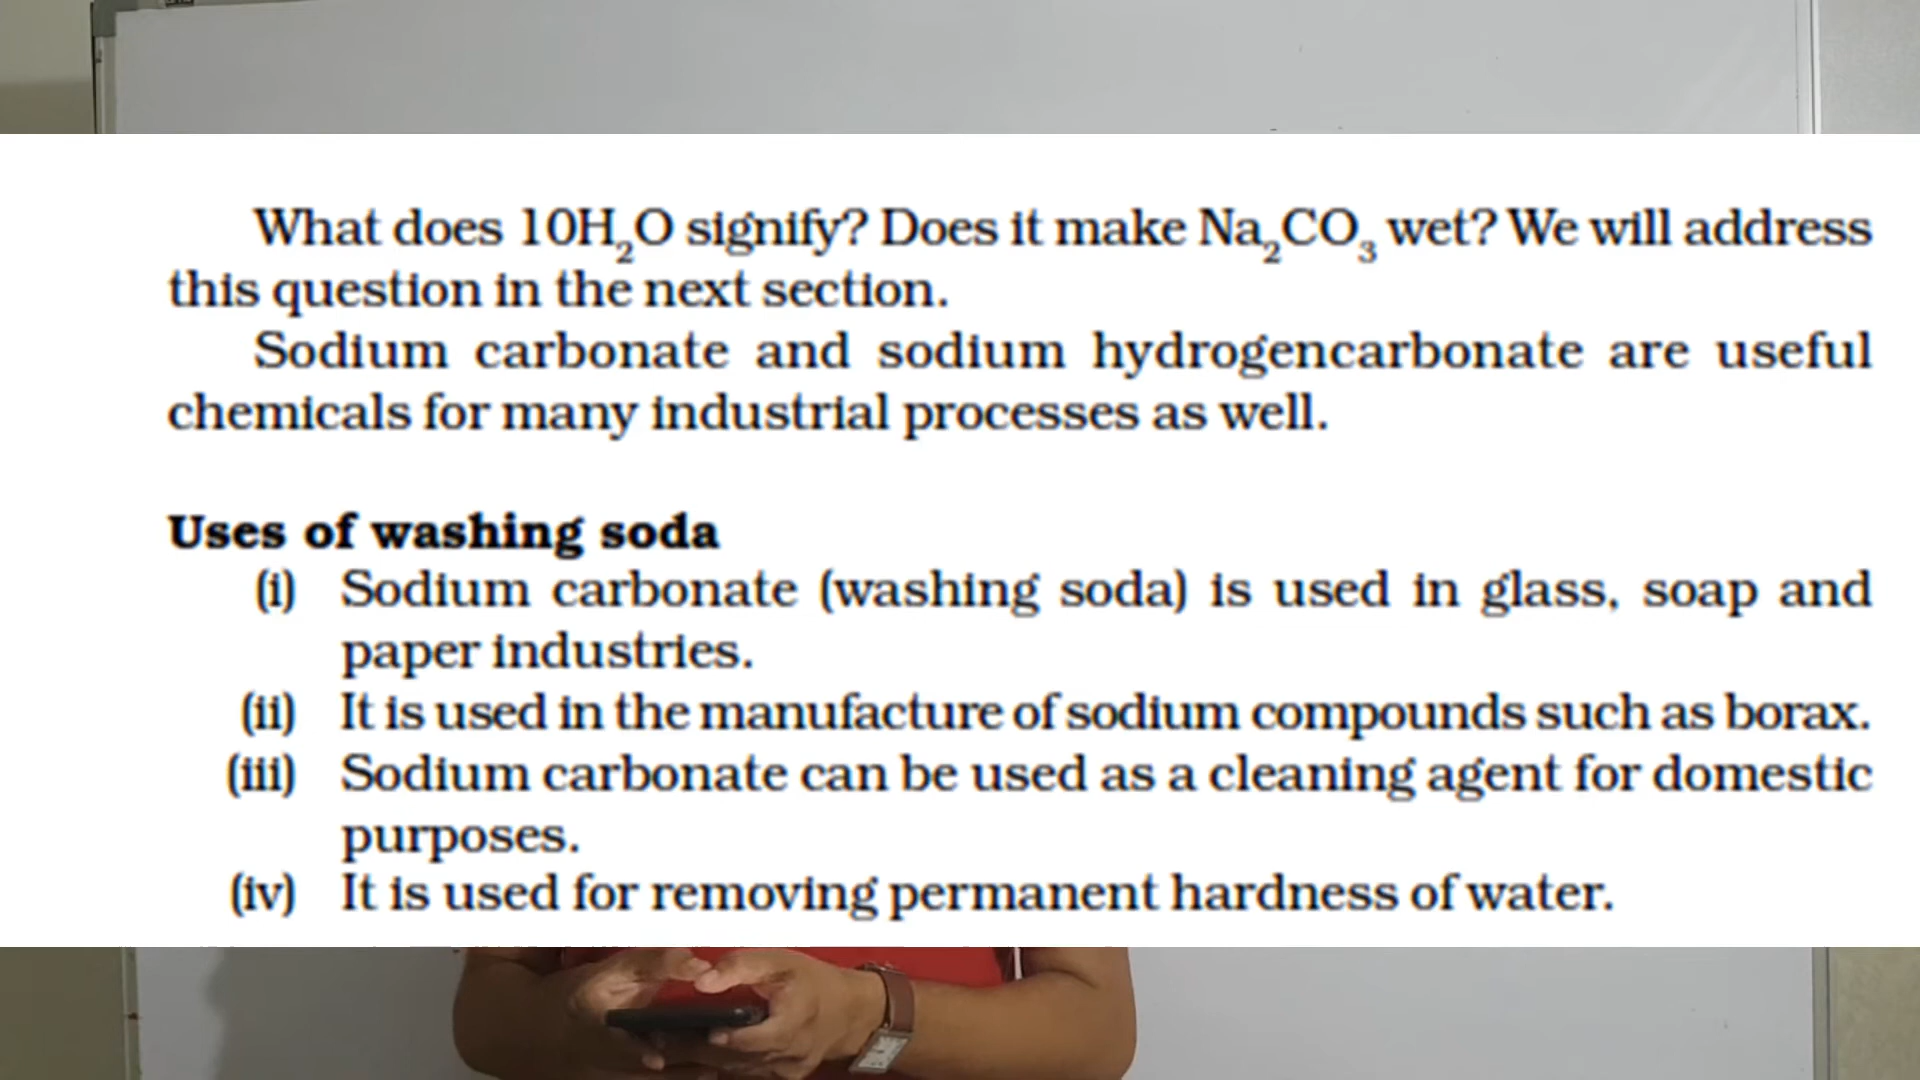 What does 10H₂O signify? Does it make Na₂CO₃ wet? We will address
this question in the next section.
Sodium carbonate and sodium hydrogencarbonate are useful
chemicals for many industrial processes as well.
Uses of washing soda
(i) Sodium carbonate (washing soda) is used in glass, soap and
paper industries.
(ii) It is used in the manufacture of sodium compounds such as borax.
(iii) Sodium carbonate can be used as a cleaning agent for domestic
purposes.
(iv) It is used for removing permanent hardness of water.